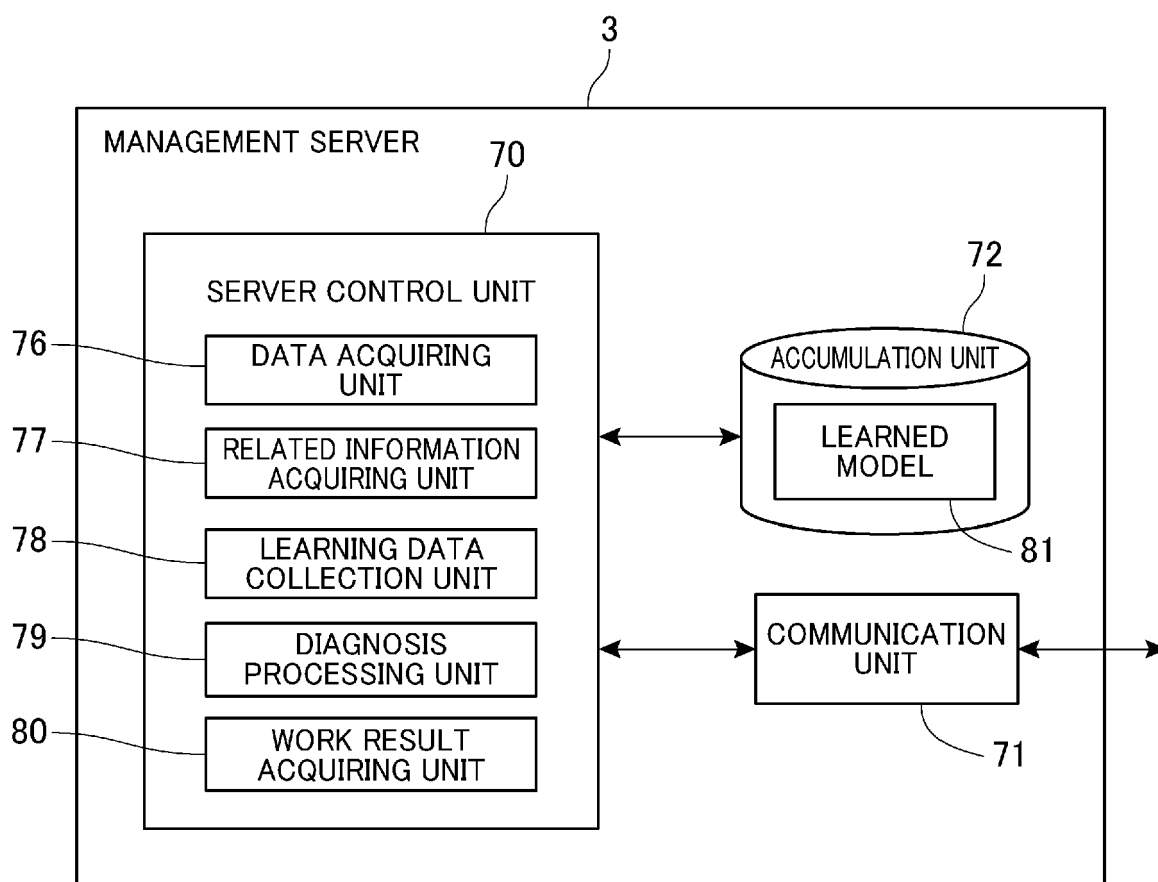 3
MANAGEMENT SERVER
70
SERVER CONTROL UNIT
72
76
DATA ACQUIRING
UNIT
ACCUMULATION UNIT
77
RELATED INFORMATION
ACQUIRING UNIT
LEARNED
MODEL
78
LEARNING DATA
COLLECTION UNIT
81
79
DIAGNOSIS
PROCESSING UNIT
COMMUNICATION
UNIT
80
WORK RESULT
ACQUIRING UNIT
71